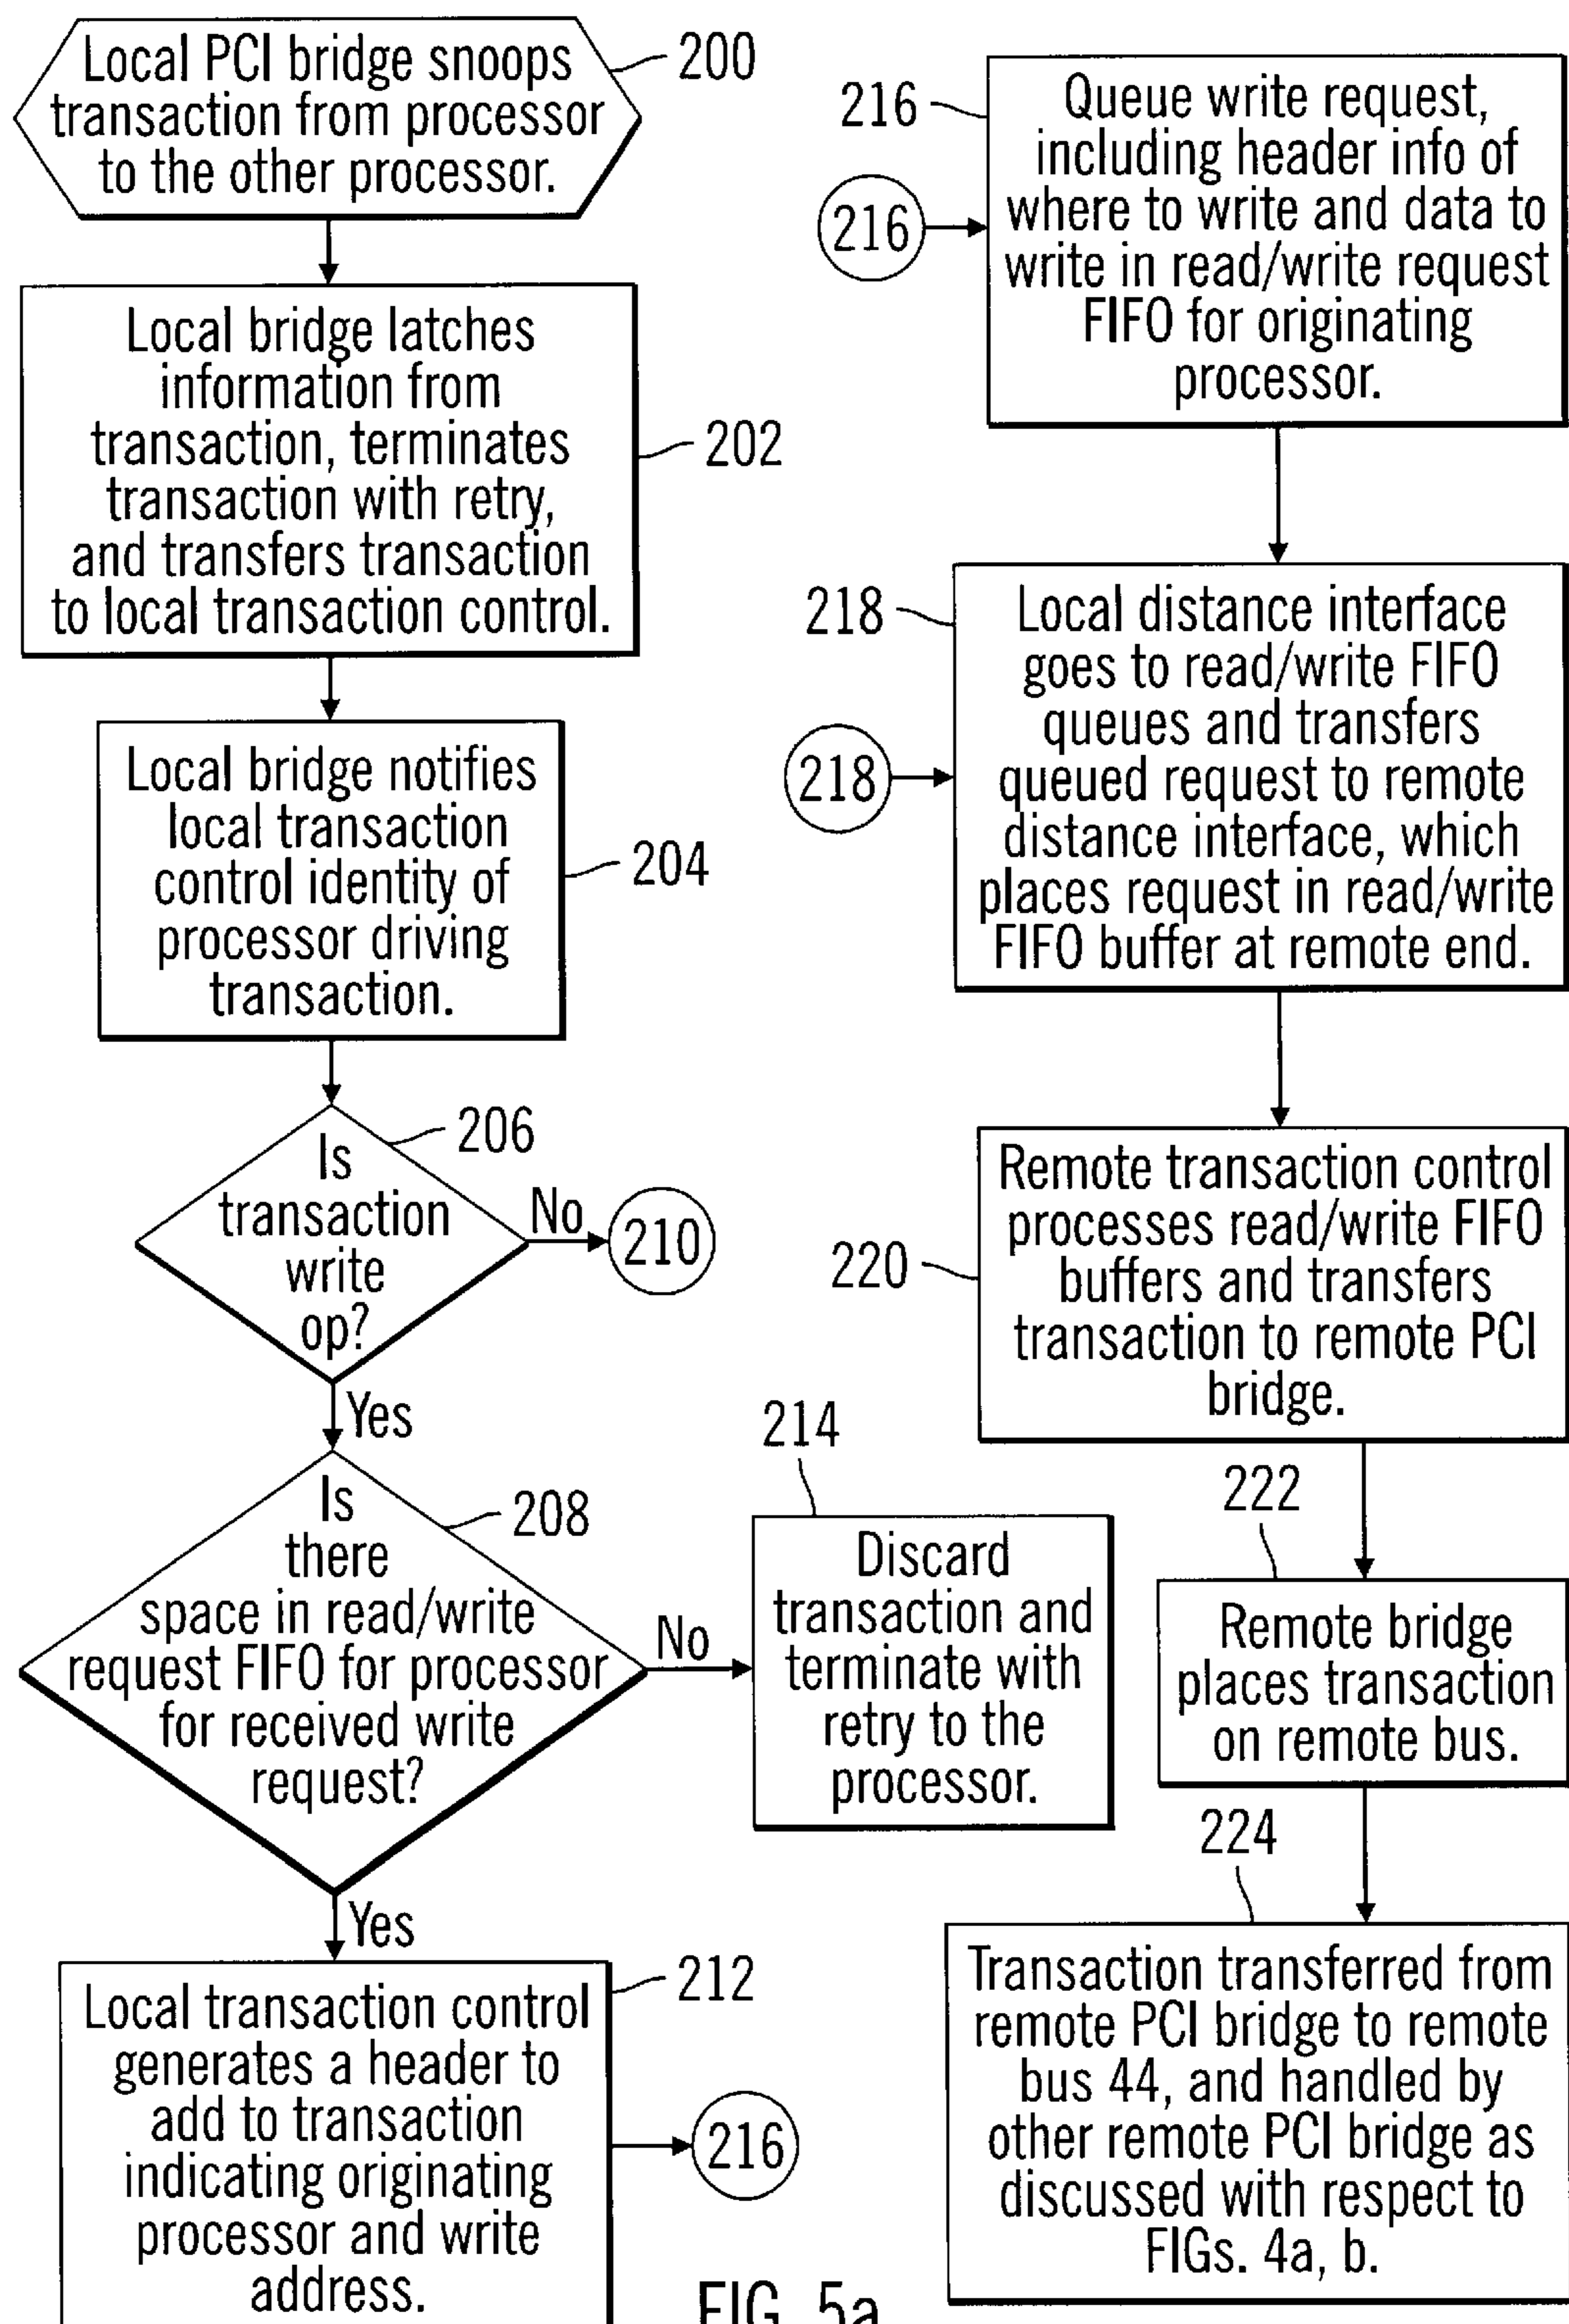 Local PCI bridge snoops
transaction from processor
to the other processor.
200
Local bridge latches
information from
transaction, terminates
transaction with retry,
and transfers transaction
to local transaction control.
202
Local bridge notifies
local transaction
control identity of
processor driving
transaction.
204
Is
transaction
write
op?
206
No
210
Yes
Is
there
space in read/write
request FIFO for processor
for received write
request?
208
No
214
Discard
transaction and
terminate with
retry to the
processor.
Yes
Local transaction control
generates a header to
add to transaction
indicating originating
processor and write
address.
212
216
216
216
Queue write request,
including header info of
where to write and data to
write in read/write request
FIFO for originating
processor.
218
218
Local distance interface
goes to read/write FIFO
queues and transfers
queued request to remote
distance interface, which
places request in read/write
FIFO buffer at remote end.
220
Remote transaction control
processes read/write FIFO
buffers and transfers
transaction to remote PCI
bridge.
222
Remote bridge
places transaction
on remote bus.
224
Transaction transferred from
remote PCI bridge to remote
bus 44, and handled by
other remote PCI bridge as
discussed with respect to
FIGs. 4a, b.
FIG. 5a